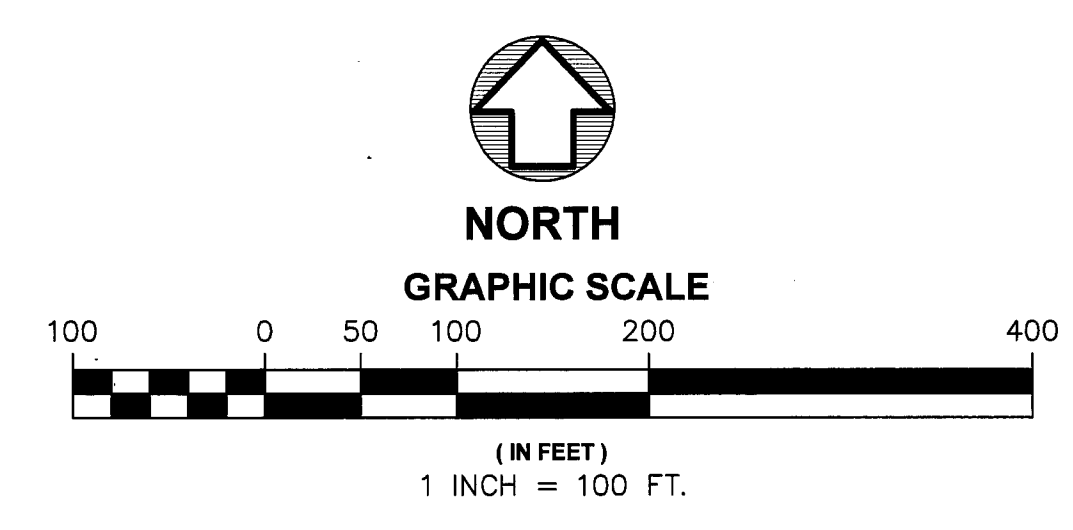 NORTH
GRAPHIC SCALE
100 0 50 100 200 400
( IN FEET )
1 INCH = 100 FT.